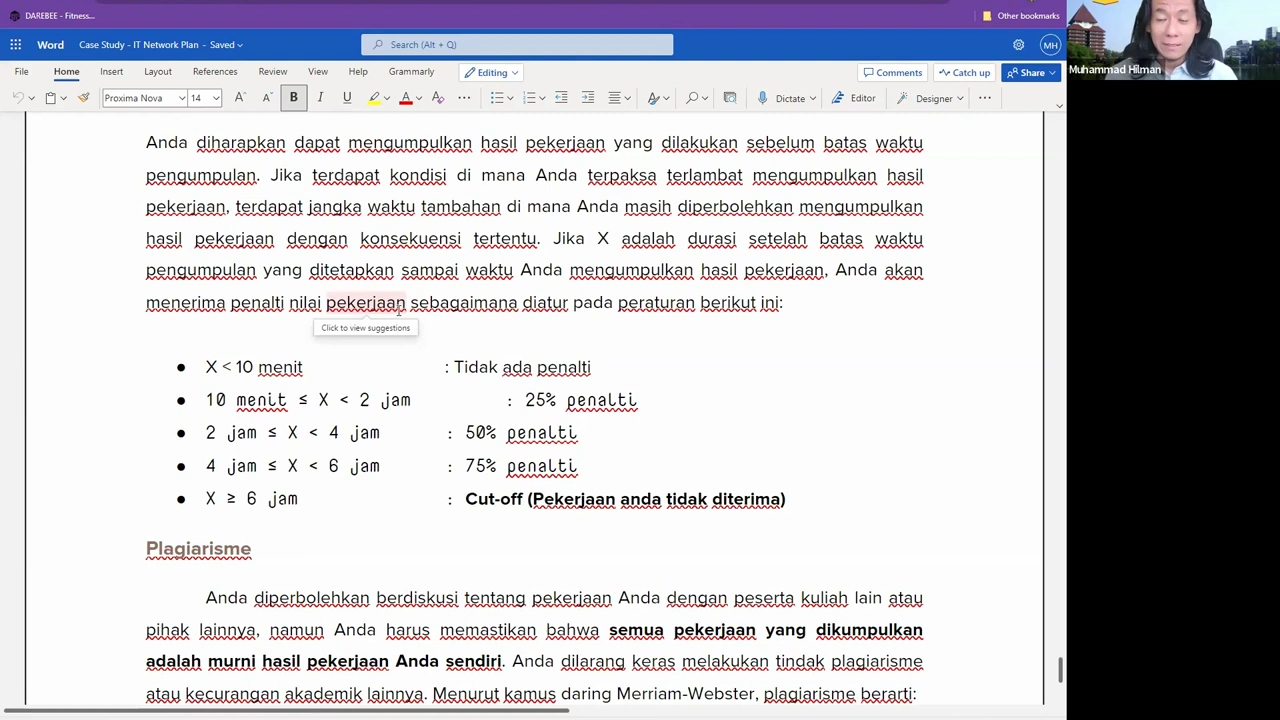 DAREBEE - Fitness...
Other bookmarks
Word Case Study - IT Network Plan - Saved Search (Alt + Q) MH
Muhammad Hilman
File Home Insert Layout References Review View Help Grammarly Editing Comments Catch up Share
Proxima Nova 14 A A B I U A A Dictate Editor Designer
Anda diharapkan dapat mengumpulkan hasil pekerjaan yang dilakukan sebelum batas waktu
pengumpulan. Jika terdapat kondisi di mana Anda terpaksa terlambat mengumpulkan hasil
pekerjaan, terdapat jangka waktu tambahan di mana Anda masih diperbolehkan mengumpulkan
hasil pekerjaan dengan konsekuensi tertentu. Jika X adalah durasi setelah batas waktu
pengumpulan yang ditetapkan sampai waktu Anda mengumpulkan hasil pekerjaan, Anda akan
menerima penalti nilai pekerjaan sebagaimana diatur pada peraturan berikut ini:
Click to view suggestions
● X < 10 menit : Tidak ada penalti
● 10 menit ≤ X < 2 jam : 25% penalti
● 2 jam ≤ X < 4 jam : 50% penalti
● 4 jam ≤ X < 6 jam : 75% penalti
● X ≥ 6 jam : Cut-off (Pekerjaan anda tidak diterima)
Plagiarisme
Anda diperbolehkan berdiskusi tentang pekerjaan Anda dengan peserta kuliah lain atau
pihak lainnya, namun Anda harus memastikan bahwa semua pekerjaan yang dikumpulkan
adalah murni hasil pekerjaan Anda sendiri. Anda dilarang keras melakukan tindak plagiarisme
atau kecurangan akademik lainnya. Menurut kamus daring Merriam-Webster, plagiarisme berarti: